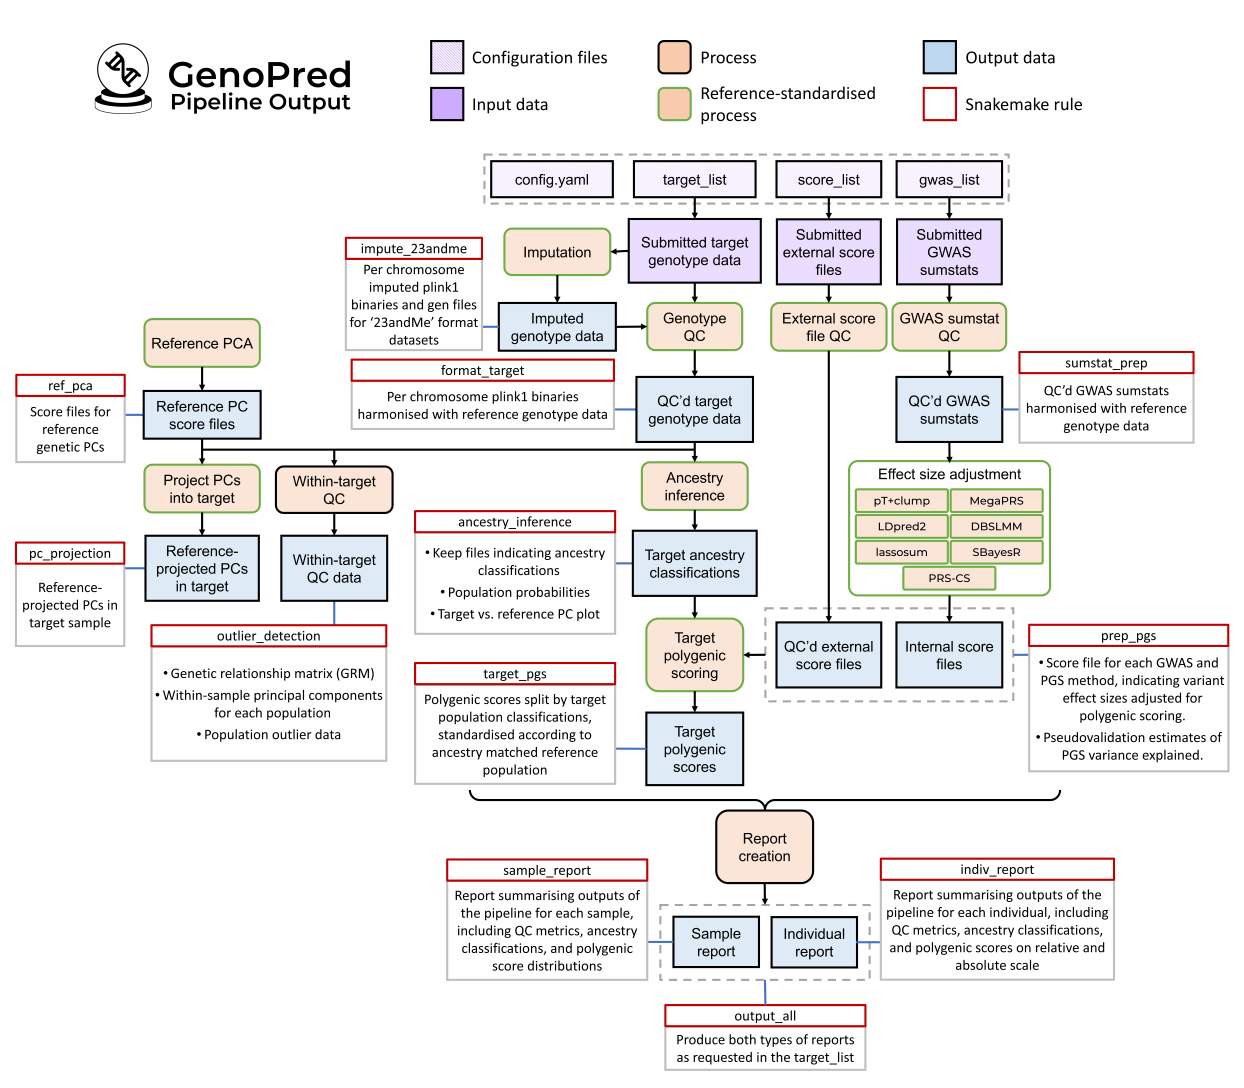 GenoPred
Pipeline Output
Configuration files
Input data
Process
Reference-standardised
process
Output data
Snakemake rule
config.yaml
target_list
score_list
gwas_list
Submitted target
genotype data
Submitted
external score
files
Submitted
GWAS
sumstats
Imputation
impute_23andme
Per chromosome
imputed plink1
binaries and gen files
for ‘23andMe’ format
datasets
Imputed
genotype data
Genotype
QC
External score
file QC
GWAS sumstat
QC
Reference PCA
format_target
Per chromosome plink1 binaries
harmonised with reference genotype data
QC’d target
genotype data
QC’d GWAS
sumstats
sumstat_prep
QC’d GWAS sumstats
harmonised with reference
genotype data
ref_pca
Score files for
reference
genetic PCs
Reference PC
score files
Project PCs
into target
Within-target
QC
Ancestry
inference
Effect size adjustment
pT+clump
MegaPRS
LDpred2
DBSLMM
lassosum
SBayesR
PRS-CS
ancestry_inference
• Keep files indicating ancestry
classifications
• Population probabilities
• Target vs. reference PC plot
Target ancestry
classifications
pc_projection
Reference-
projected PCs in
target sample
Reference-
projected PCs
in target
Within-target
QC data
outlier_detection
• Genetic relationship matrix (GRM)
• Within-sample principal components
for each population
• Population outlier data
Target
polygenic
scoring
QC’d external
score files
Internal score
files
prep_pgs
• Score file for each GWAS and
PGS method, indicating variant
effect sizes adjusted for
polygenic scoring.
• Pseudovalidation estimates of
PGS variance explained.
target_pgs
Polygenic scores split by target
population classifications,
standardised according to
ancestry matched reference
population
Target
polygenic
scores
Report
creation
sample_report
Report summarising outputs of
the pipeline for each sample,
including QC metrics, ancestry
classifications, and polygenic
score distributions
Sample
report
Individual
report
indiv_report
Report summarising outputs of the
pipeline for each individual, including
QC metrics, ancestry classifications,
and polygenic scores on relative and
absolute scale
output_all
Produce both types of reports
as requested in the target_list